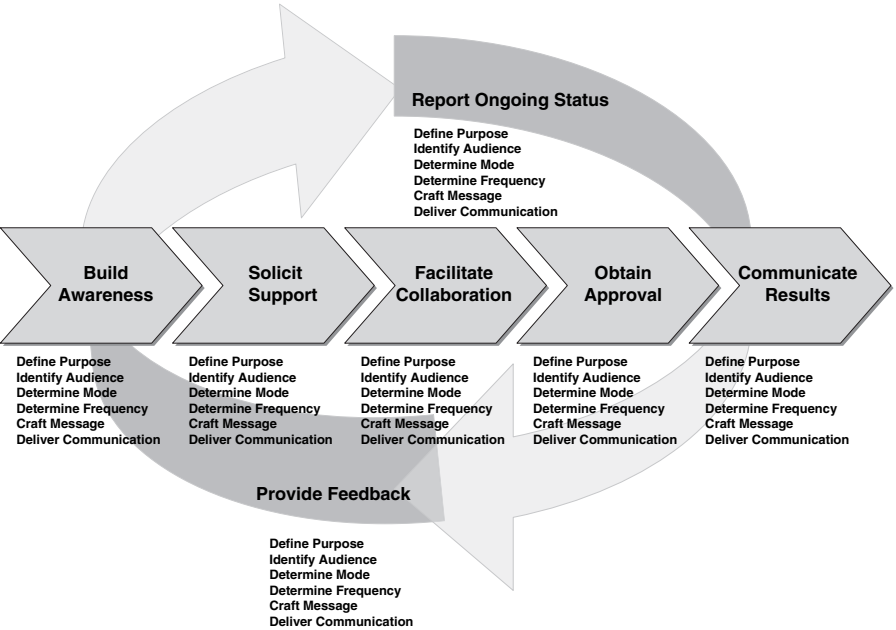 Report Ongoing Status
Define Purpose
Identify Audience
Determine Mode
Determine Frequency
Craft Message
Deliver Communication
Build
Awareness
Solicit
Support
Facilitate
Collaboration
Obtain
Approval
Communicate
Results
Define Purpose
Identify Audience
Determine Mode
Determine Frequency
Craft Message
Deliver Communication
Define Purpose
Identify Audience
Determine Mode
Determine Frequency
Craft Message
Deliver Communication
Define Purpose
Identify Audience
Determine Mode
Determine Frequency
Craft Message
Deliver Communication
Define Purpose
Identify Audience
Determine Mode
Determine Frequency
Craft Message
Deliver Communication
Define Purpose
Identify Audience
Determine Mode
Determine Frequency
Craft Message
Deliver Communication
Provide Feedback
Define Purpose
Identify Audience
Determine Mode
Determine Frequency
Craft Message
Deliver Communication